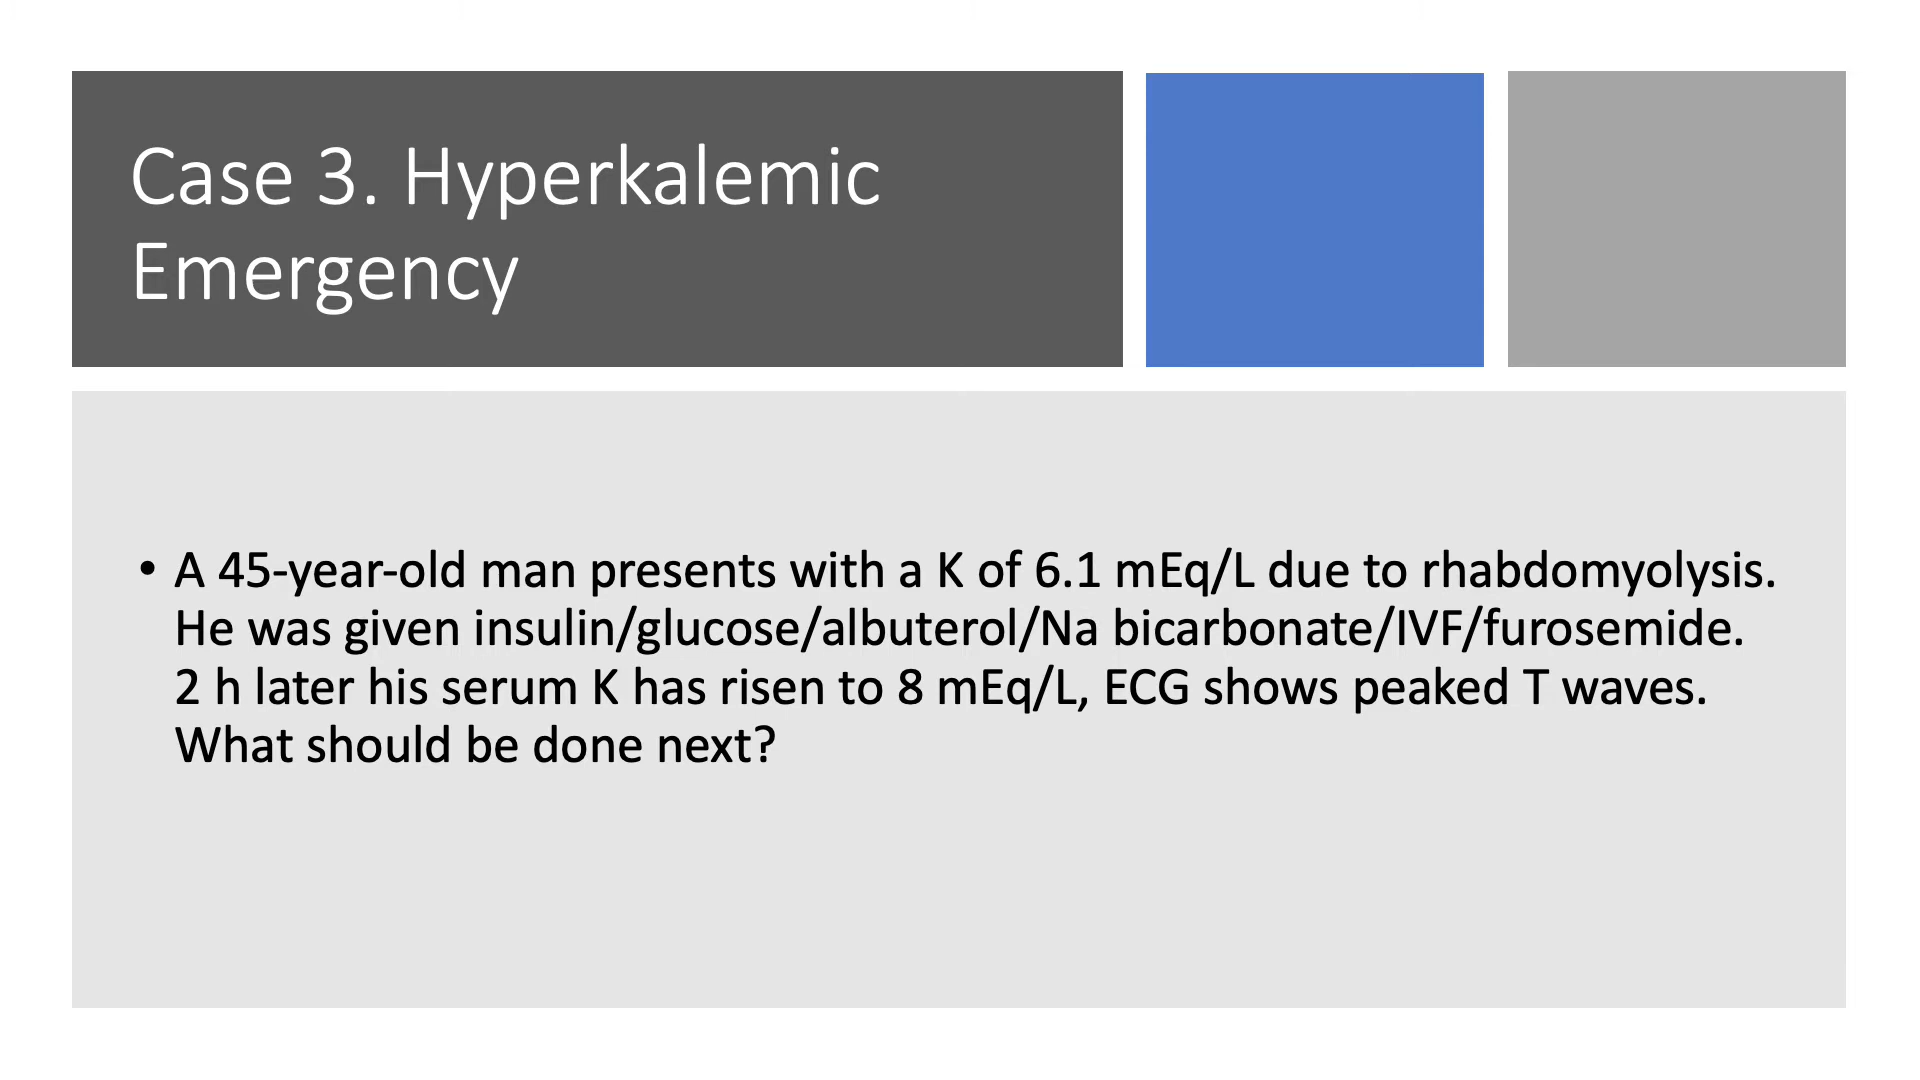 Case 3. Hyperkalemic
Emergency
• A 45-year-old man presents with a K of 6.1 mEq/L due to rhabdomyolysis.
He was given insulin/glucose/albuterol/Na bicarbonate/IVF/furosemide.
2 h later his serum K has risen to 8 mEq/L, ECG shows peaked T waves.
What should be done next?